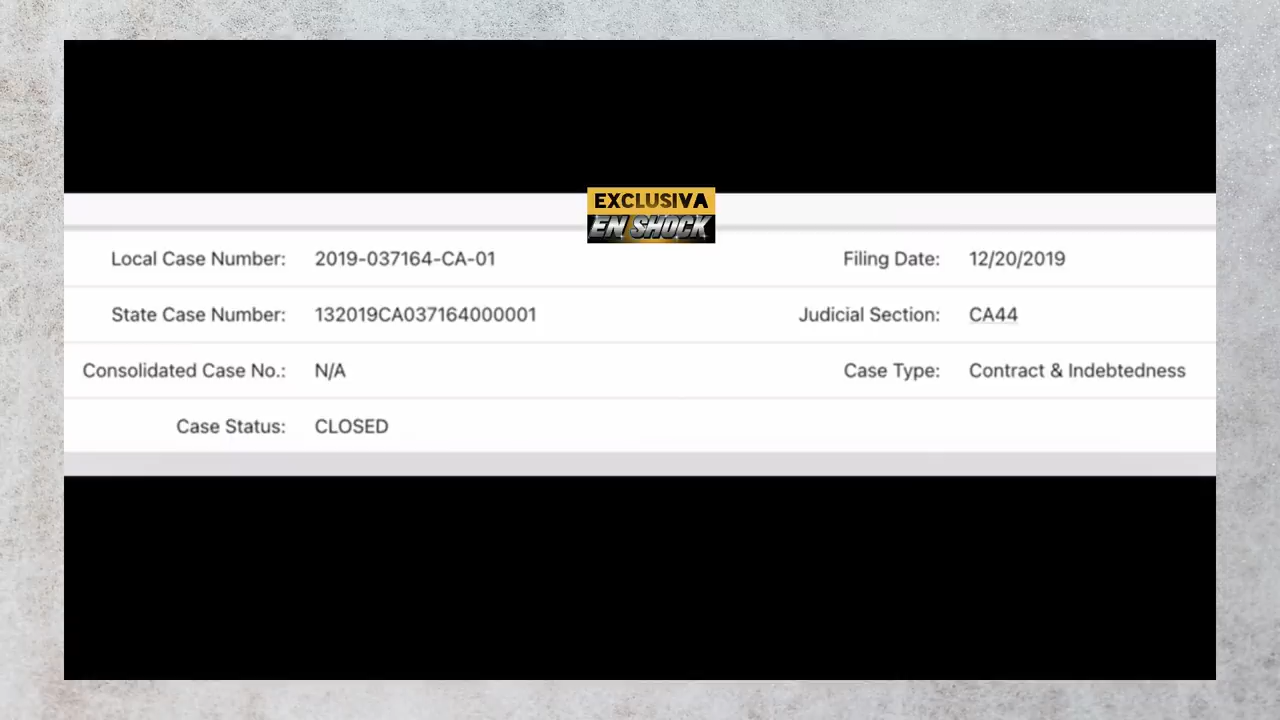 EXCLUSIVA
EN SHOCK
Local Case Number: 2019-037164-CA-01 Filing Date: 12/20/2019
State Case Number: 132019CA037164000001 Judicial Section: CA44
Consolidated Case No.: N/A Case Type: Contract & Indebtedness
Case Status: CLOSED